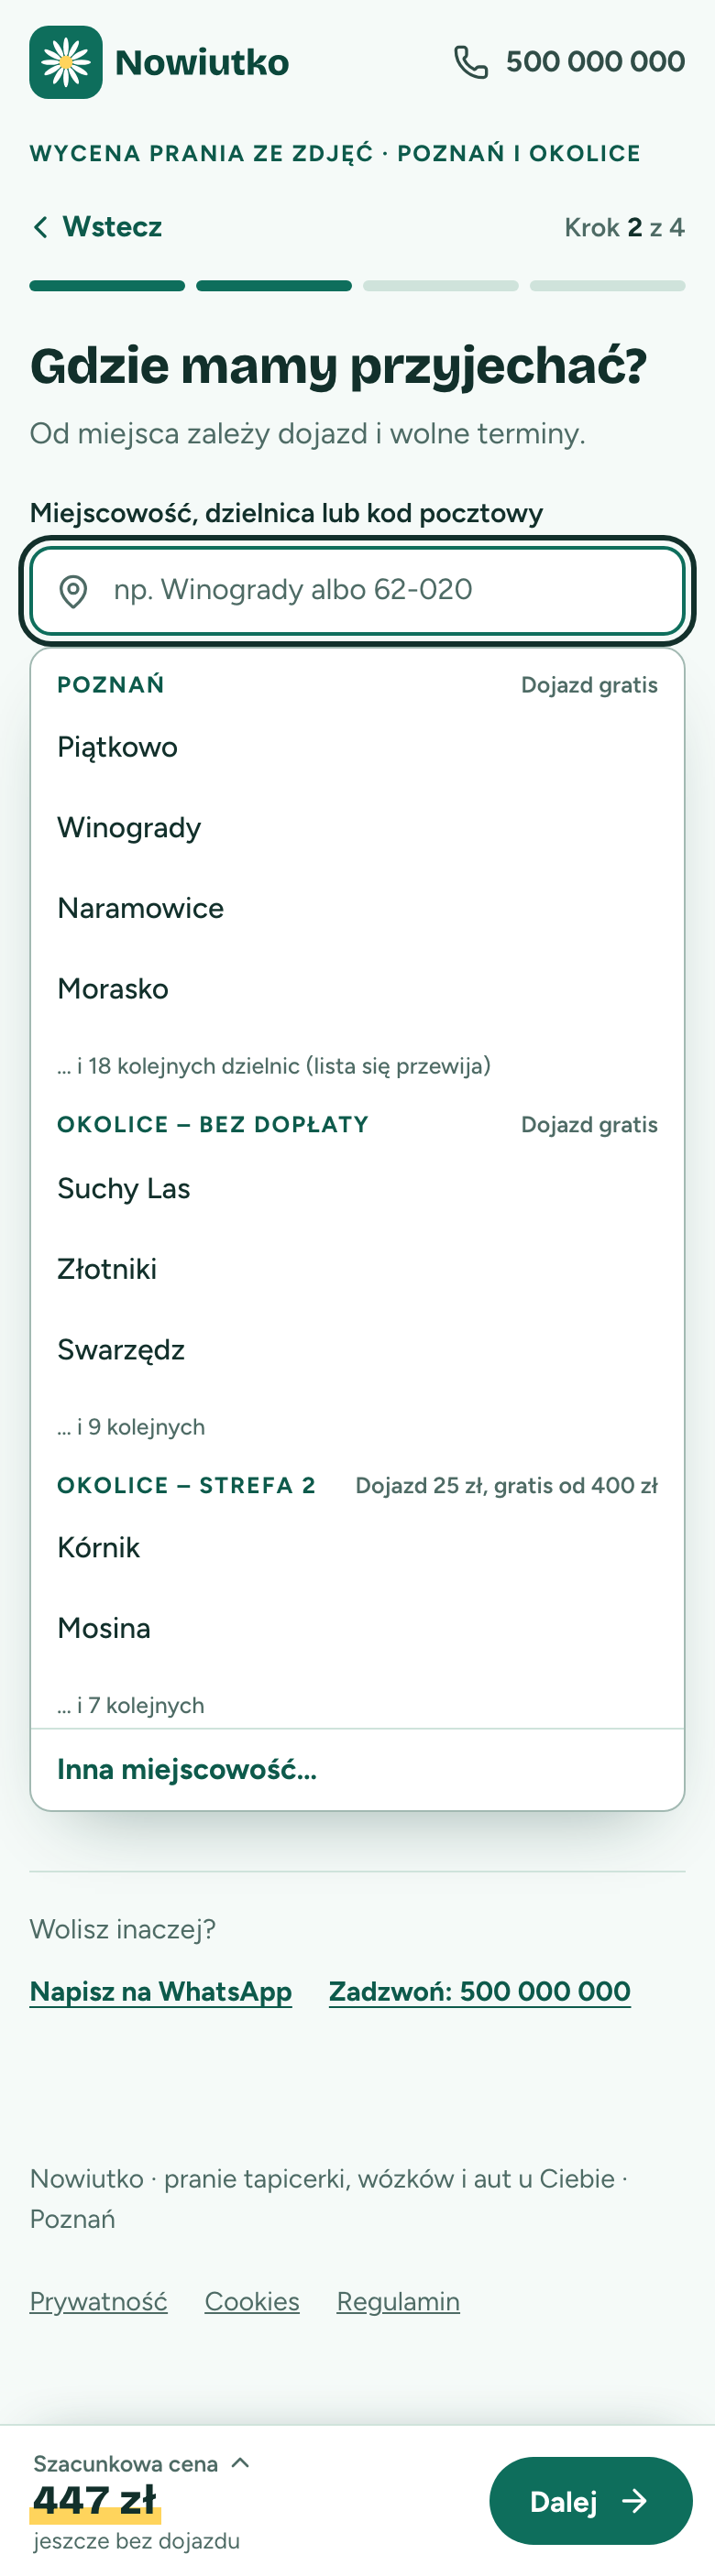 Nowiutko
500 000 000
WYCENA PRANIA ZE ZDJĘĆ · POZNAŃ I OKOLICE
Wstecz
Krok 2 z 4
Gdzie mamy przyjechać?
Od miejsca zależy dojazd i wolne terminy.
Miejscowość, dzielnica lub kod pocztowy
np. Winogrady albo 62-020
POZNAŃ
Dojazd gratis
Piątkowo
Winogrady
Naramowice
Morasko
... i 18 kolejnych dzielnic (lista się przewija)
OKOLICE – BEZ DOPŁATY
Dojazd gratis
Suchy Las
Złotniki
Swarzędz
... i 9 kolejnych
OKOLICE – STREFA 2
Dojazd 25 zł, gratis od 400 zł
Kórnik
Mosina
... i 7 kolejnych
Inna miejscowość...
Wolisz inaczej?
Napisz na WhatsApp
Zadzwoń: 500 000 000
Nowiutko · pranie tapicerki, wózków i aut u Ciebie ·
Poznań
Prywatność
Cookies
Regulamin
Szacunkowa cena
447 zł
jeszcze bez dojazdu
Dalej